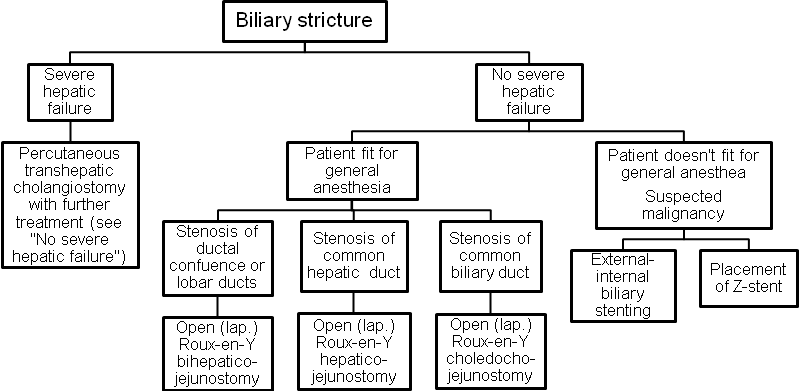 Biliary stricture
Severe
hepatic
failure
No severe
hepatic
failure
Percutaneous
transhepatic
cholangiostomy
with further
treatment (see
"No severe
hepatic failure")
Patient fit for
general
anesthesia
Patient doesn't fit for
general anesthea
Suspected
malignancy
Stenosis of
ductal
confuence or
lobar ducts
Stenosis of
common
hepatic duct
Stenosis of
common
biliary duct
External-
internal
biliary
stenting
Placement
of Z-stent
Open (lap.)
Roux-en-Y
bihepatico-
jejunostomy
Open (lap.)
Roux-en-Y
hepatico-
jejunostomy
Open (lap.)
Roux-en-Y
choledocho-
jejunostomy